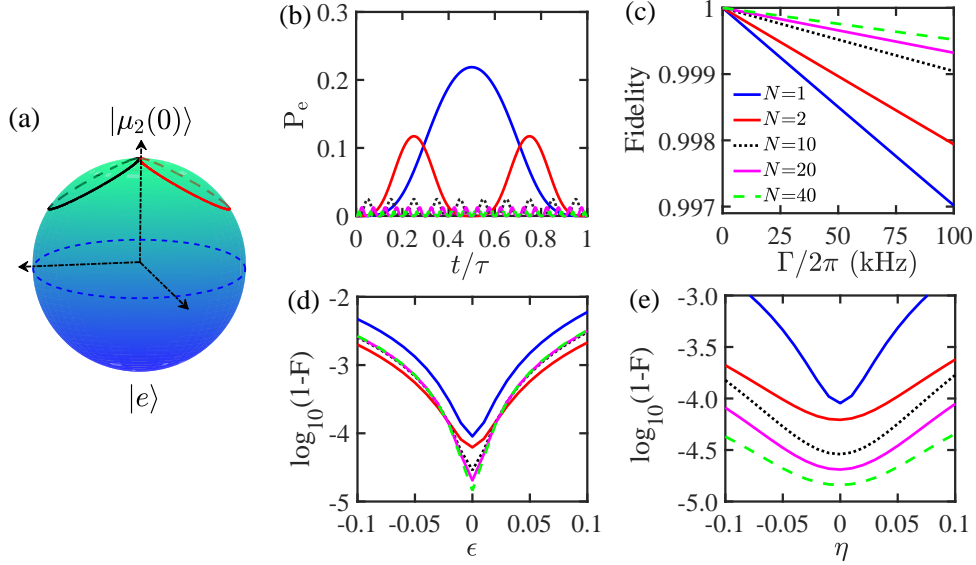 (a)
|μ₂(0)⟩
|e⟩
(b)
P_e
0.3
0.2
0.1
0
0 0.2 0.4 0.6 0.8 1
t/τ
(c)
Fidelity
1
0.999
0.998
0.997
N=1
N=2
N=10
N=20
N=40
0 25 50 75 100
Γ/2π (kHz)
(d)
log₁₀(1-F)
-2
-3
-4
-5
-0.1 -0.05 0 0.05 0.1
ϵ
(e)
log₁₀(1-F)
-3.0
-3.5
-4.0
-4.5
-5.0
-0.1 -0.05 0 0.05 0.1
η